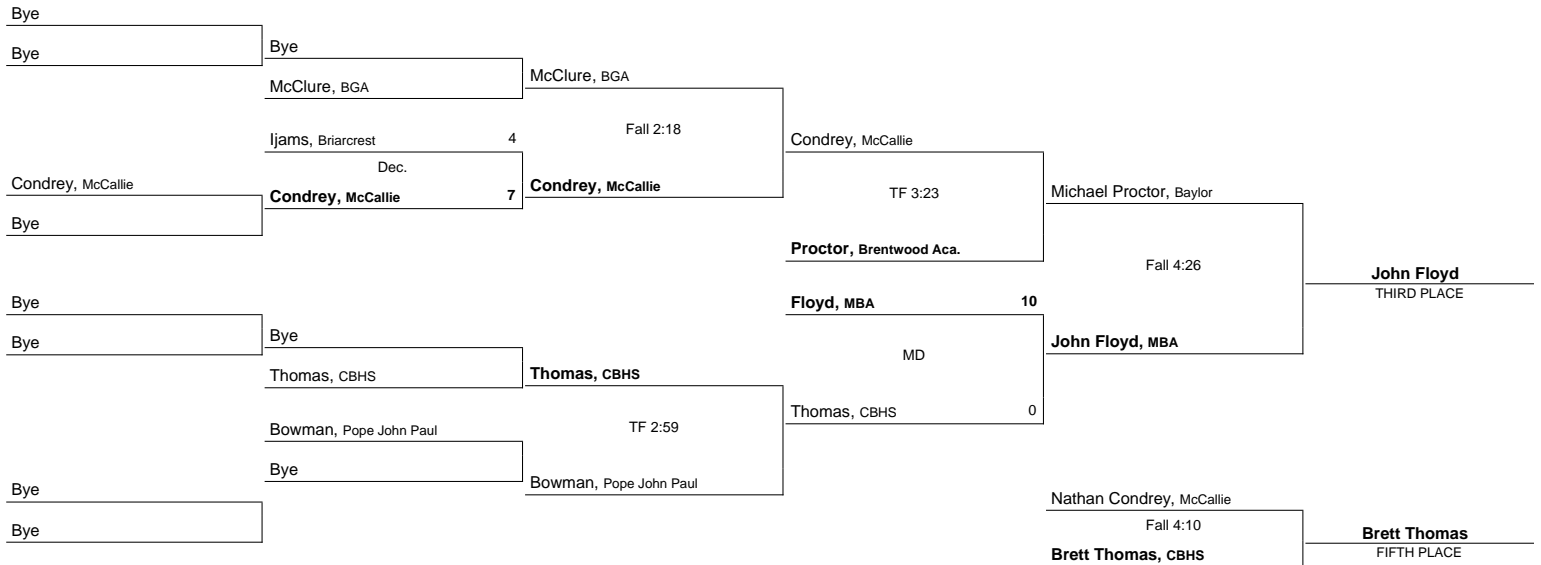 Bye
Bye
Bye
McClure, BGA
McClure, BGA
Fall 2:18
Ijams, Briarcrest 4
Dec.
Condrey, McCallie
Condrey, McCallie 7
Condrey, McCallie
Bye
Condrey, McCallie
TF 3:23
Proctor, Brentwood Aca.
Michael Proctor, Baylor
Fall 4:26
John Floyd
THIRD PLACE
Bye
Bye
Bye
Thomas, CBHS
Thomas, CBHS
TF 2:59
Bowman, Pope John Paul
Bye
Bowman, Pope John Paul
Bye
Bye
Floyd, MBA 10
MD
Thomas, CBHS 0
John Floyd, MBA
Nathan Condrey, McCallie
Fall 4:10
Brett Thomas, CBHS
Brett Thomas
FIFTH PLACE